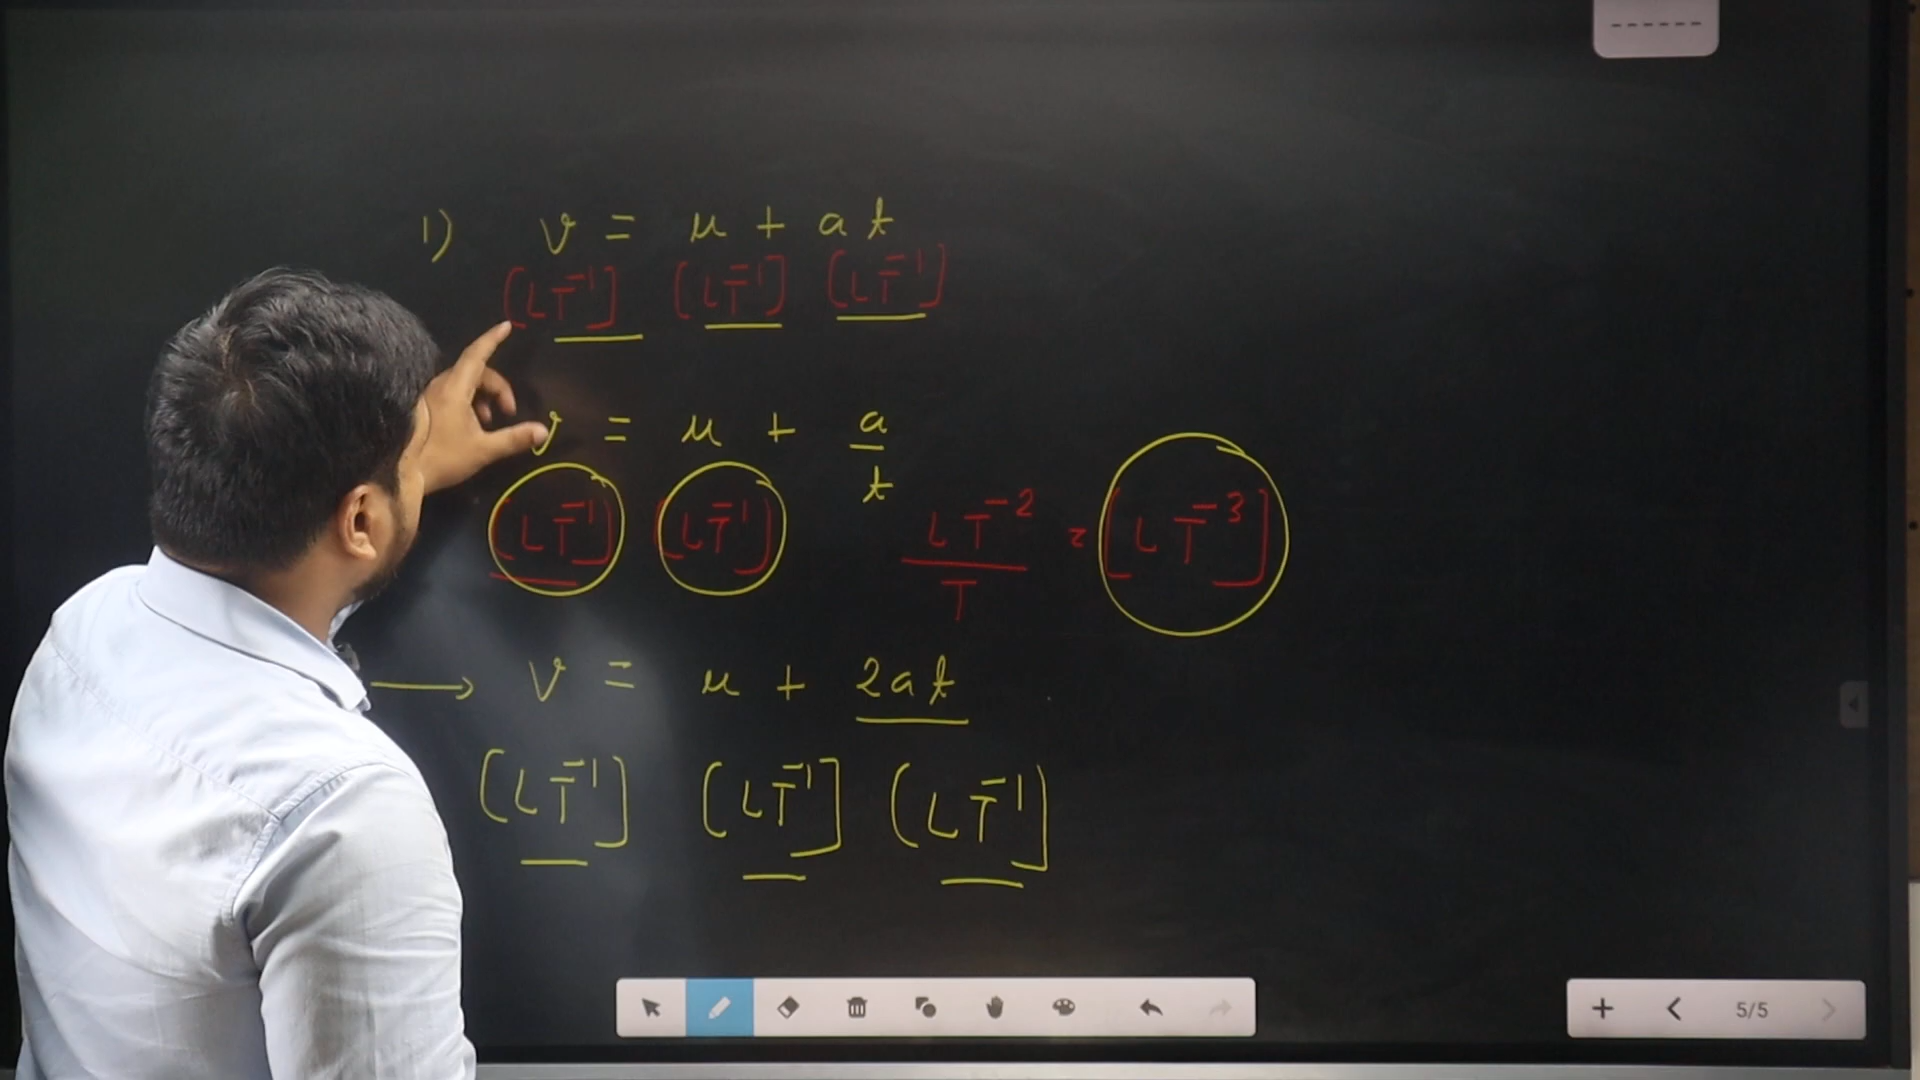 ------
1) v = u + at
[LT⁻¹] [LT⁻¹] [LT⁻¹]
v = u + a/t
[LT⁻¹] [LT⁻¹] LT⁻²/T = [LT⁻³]
→ v = u + 2at
[LT⁻¹] [LT⁻¹] [LT⁻¹]
5/5